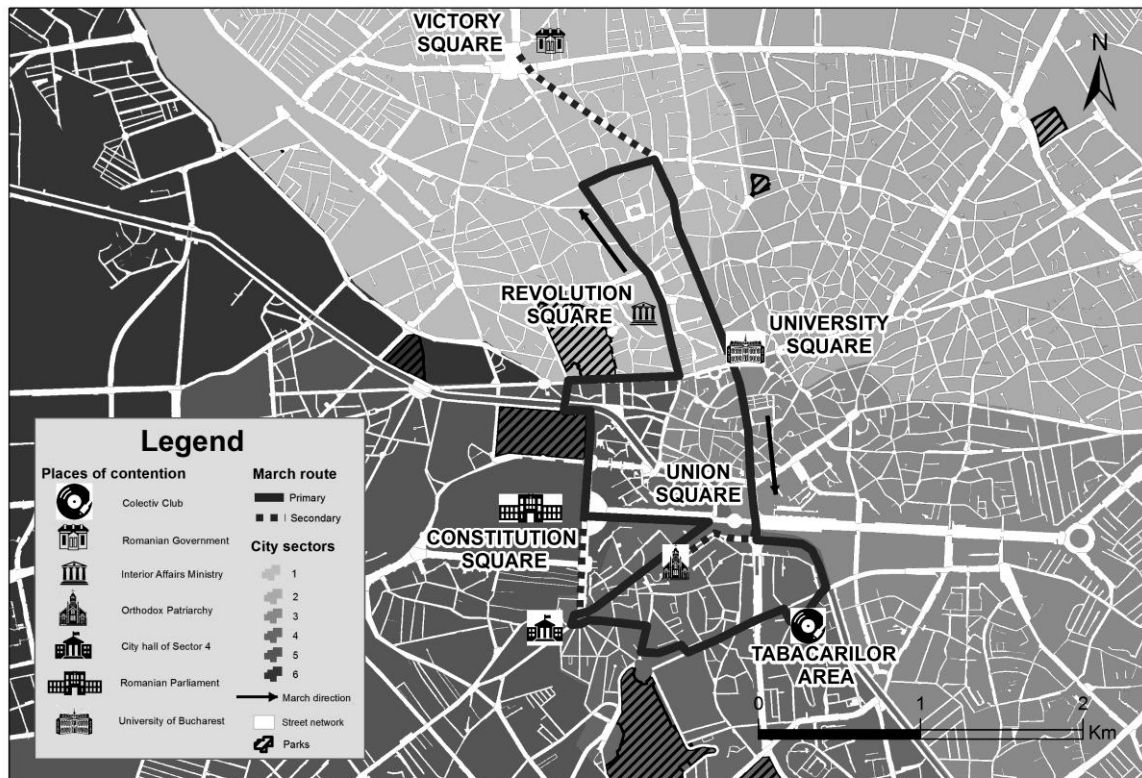 VICTORY
SQUARE
N
REVOLUTION
SQUARE
UNIVERSITY
SQUARE
UNION
SQUARE
CONSTITUTION
SQUARE
TABACARILOR
AREA
0
1
2
Km
Legend
Places of contention
Colectiv Club
Romanian Government
Interior Affairs Ministry
Orthodox Patriarchy
City hall of Sector 4
Romanian Parliament
University of Bucharest
March route
Primary
Secondary
City sectors
1
2
3
4
5
6
March direction
Street network
Parks